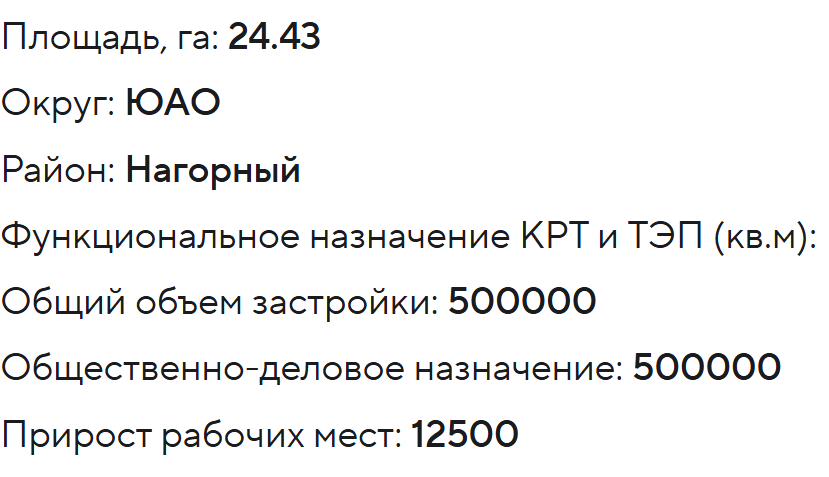 Площадь, га: 24.43
Округ: ЮАО
Район: Нагорный
Функциональное назначение КРТ и ТЭП (кв.м):
Общий объем застройки: 500000
Общественно-деловое назначение: 500000
Прирост рабочих мест: 12500